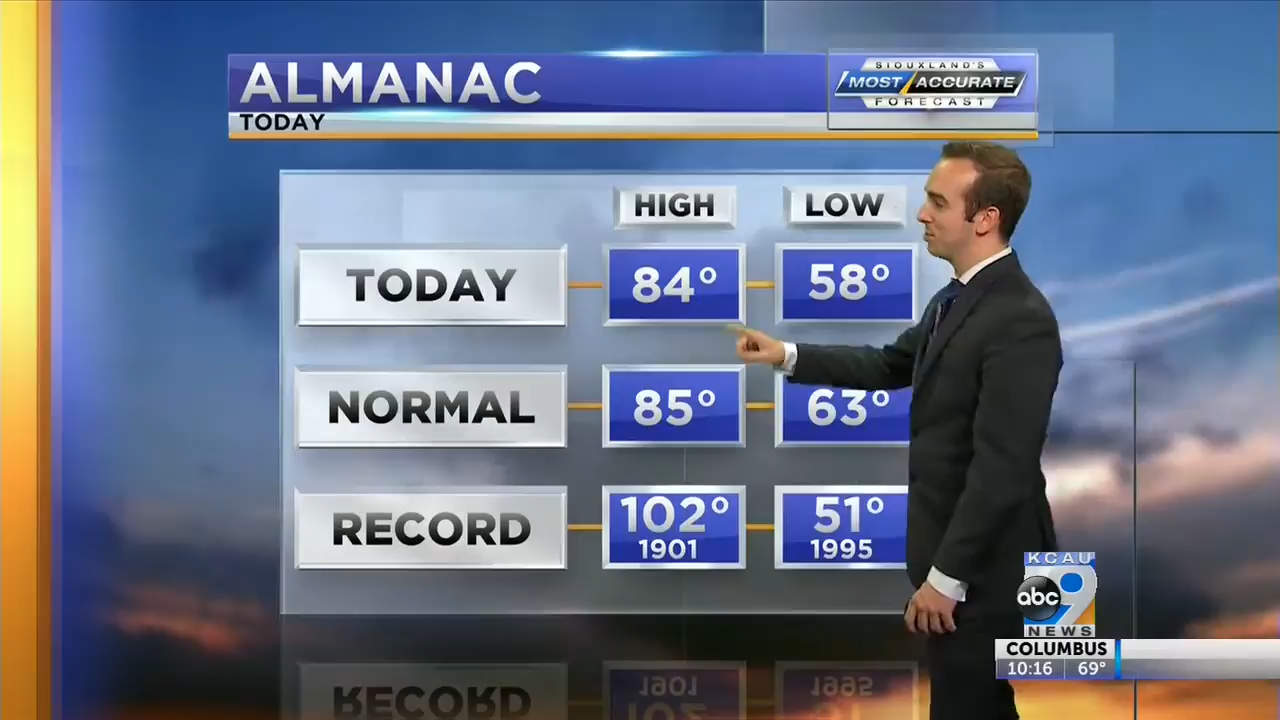 ALMANAC
TODAY
SIOUXLAND'S
MOST ACCURATE
FORECAST
HIGH LOW
TODAY 84° 58°
NORMAL 85° 63°
RECORD 102° 51°
1901 1995
KCAU
abc 9
NEWS
COLUMBUS
10:16 69°